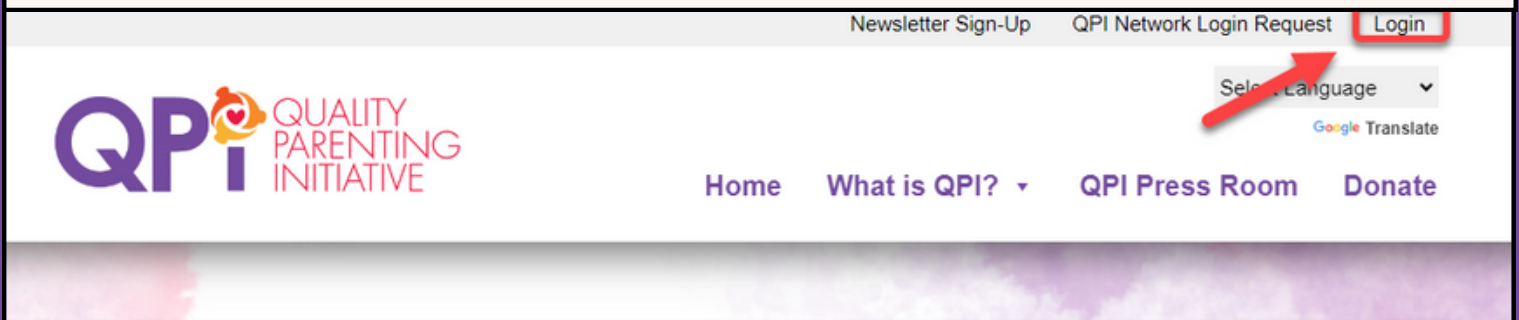 Newsletter Sign-Up QPI Network Login Request Login
QPi QUALITY
PARENTING
INITIATIVE
Select Language
Google Translate
Home What is QPI? QPI Press Room Donate